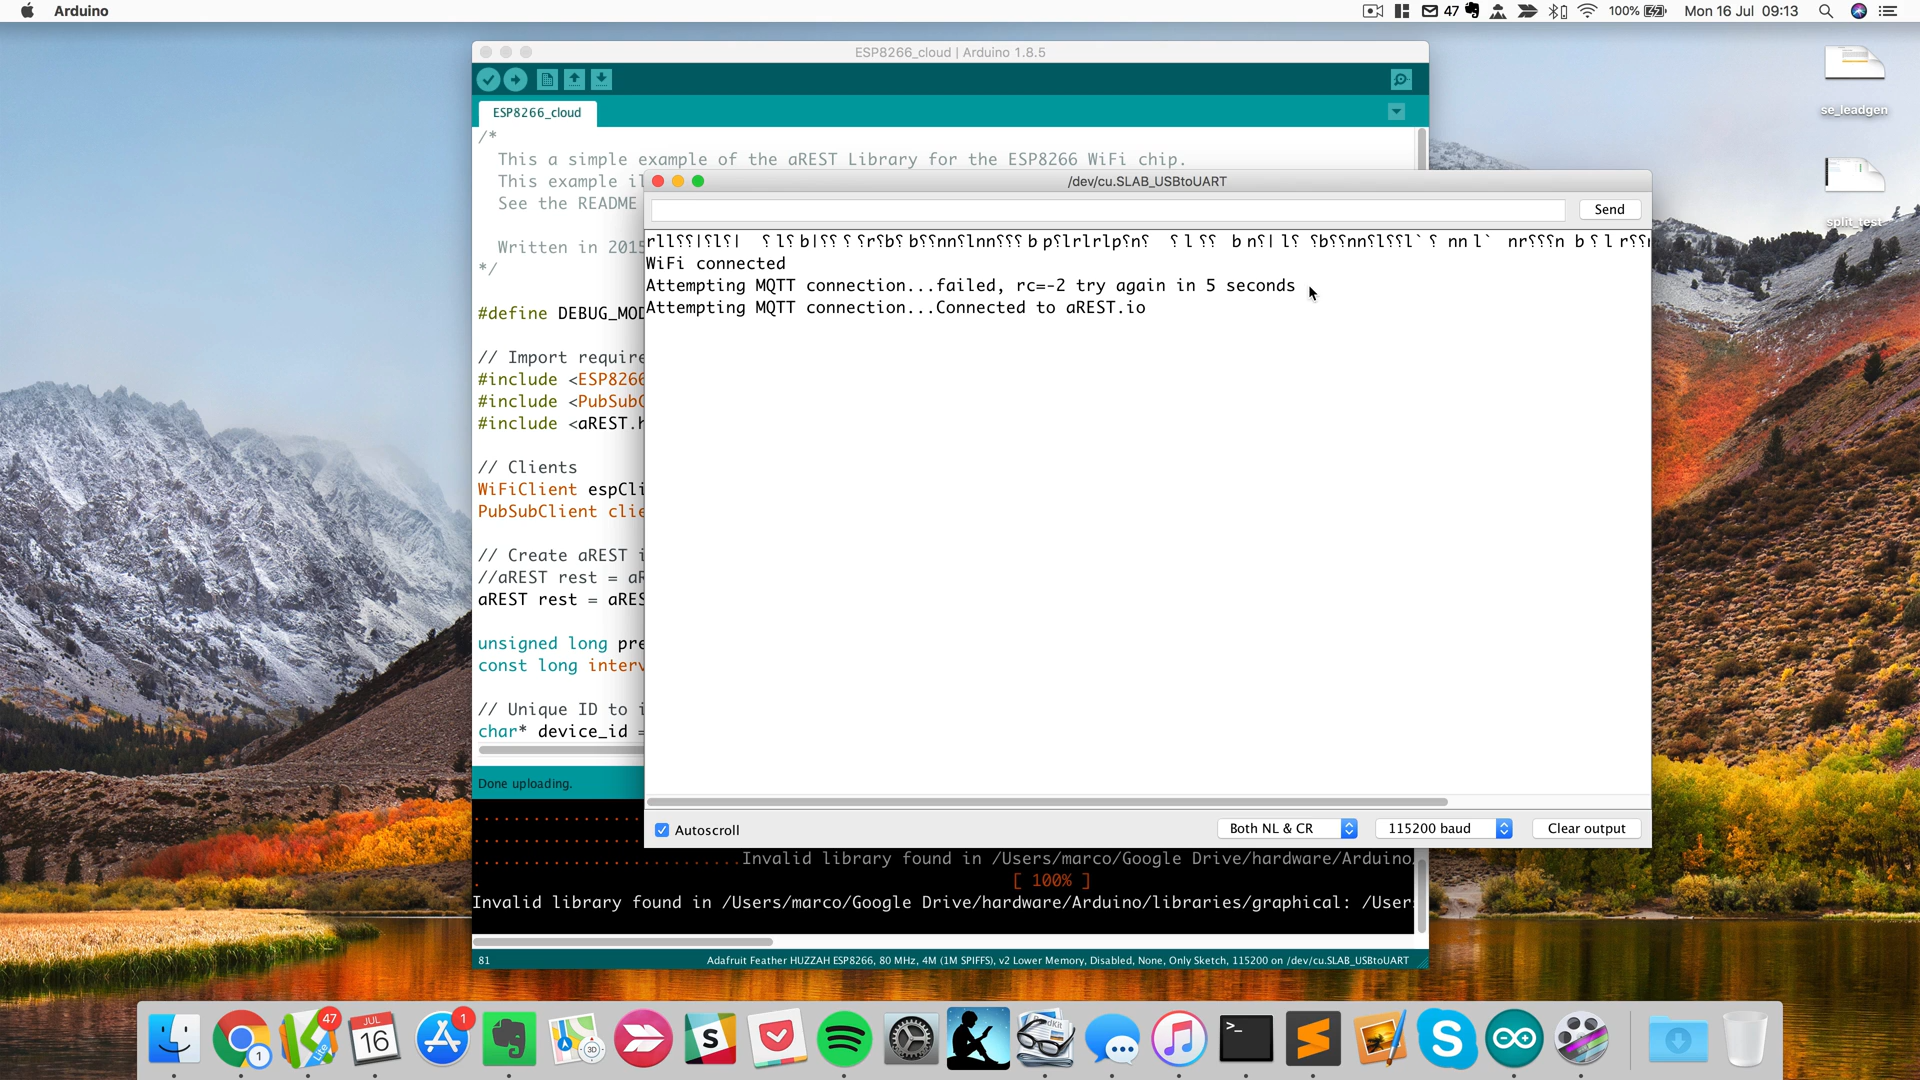 Arduino
47
100%
Mon 16 Jul 09:13
se_leadgen
split_test
ESP8266_cloud | Arduino 1.8.5
ESP8266_cloud
/*
This a simple example of the aREST Library for the ESP8266 WiFi chip.
This example il
See the README
Written in 2015
*/
#define DEBUG_MOD
// Import require
#include <ESP8266
#include <PubSubC
#include <aREST.h
// Clients
WiFiClient espCli
PubSubClient clie
// Create aREST i
//aREST rest = aR
aREST rest = aRES
unsigned long pre
const long interv
// Unique ID to i
char* device_id =
Done uploading.
/dev/cu.SLAB_USBtoUART
Send
WiFi connected
Attempting MQTT connection...failed, rc=-2 try again in 5 seconds
Attempting MQTT connection...Connected to aREST.io
Autoscroll
Both NL & CR
115200 baud
Clear output
Invalid library found in /Users/marco/Google Drive/hardware/Arduino/
[ 100% ]
Invalid library found in /Users/marco/Google Drive/hardware/Arduino/libraries/graphical: /User
81
Adafruit Feather HUZZAH ESP8266, 80 MHz, 4M (1M SPIFFS), v2 Lower Memory, Disabled, None, Only Sketch, 115200 on /dev/cu.SLAB_USBtoUART
1
47
Lite
JUL
16
1
3D
S
>_
S